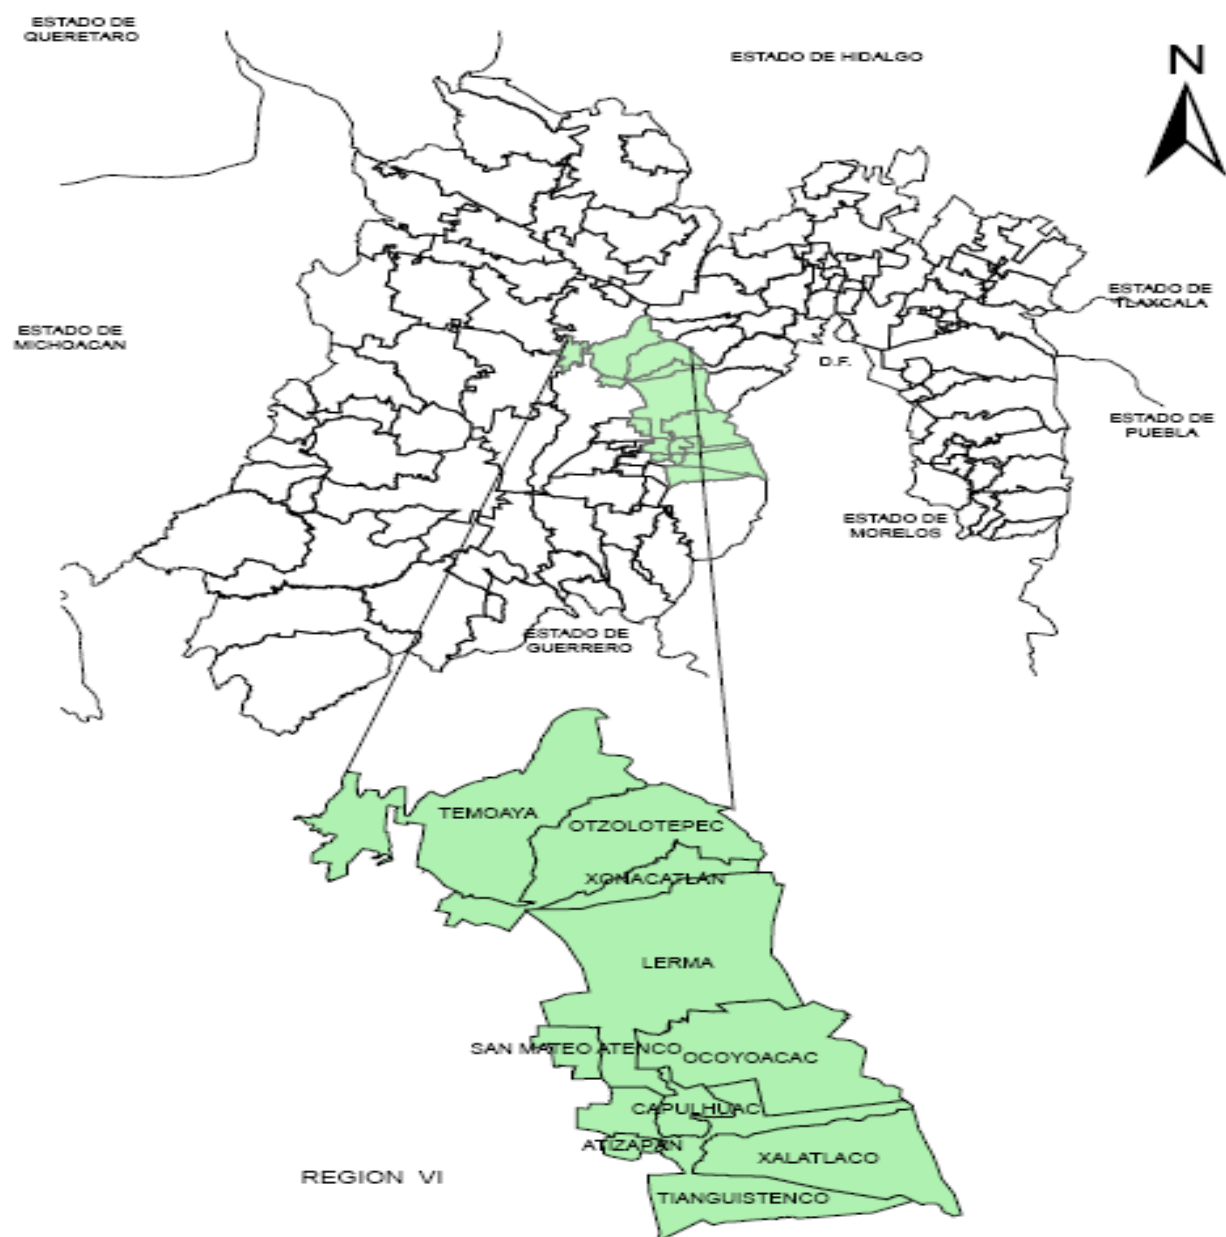 ESTADO DE
QUERETARO
ESTADO DE HIDALGO
N
ESTADO DE
TLAXCALA
ESTADO DE
MICHOACAN
D.F.
ESTADO DE
PUEBLA
ESTADO DE
MORELOS
ESTADO DE
GUERRERO
TEMOAYA
OTZOLOTEPEC
XONACATLAN
LERMA
SAN MATEO ATENCO
OCOYOACAC
CAPULHUAC
ATIZAPAN
XALATLACO
REGION VI
TIANGUISTENCO